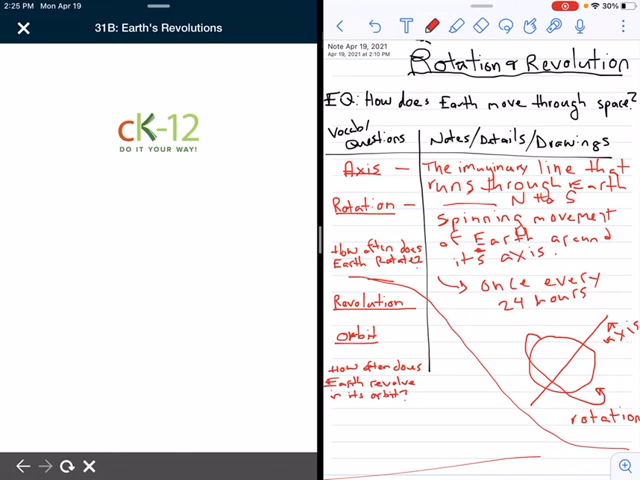 2:25 PM Mon Apr 19
30%
31B: Earth's Revolutions
cK-12
DO IT YOUR WAY!
Note Apr 19, 2021
Apr 19, 2021 at 2:10 PM
Rotation & Revolution
EQ: How does Earth move through space?
Vocab/
Questions
Notes/Details/Drawings
Axis —
The imaginary line that
runs through Earth
N to S
Rotation —
Spinning movement
of Earth around
it's axis.
How often does
Earth Rotate?
once every
24 hours
Revolution
Orbit
How often does
Earth revolve
in its orbit?
axis
rotation